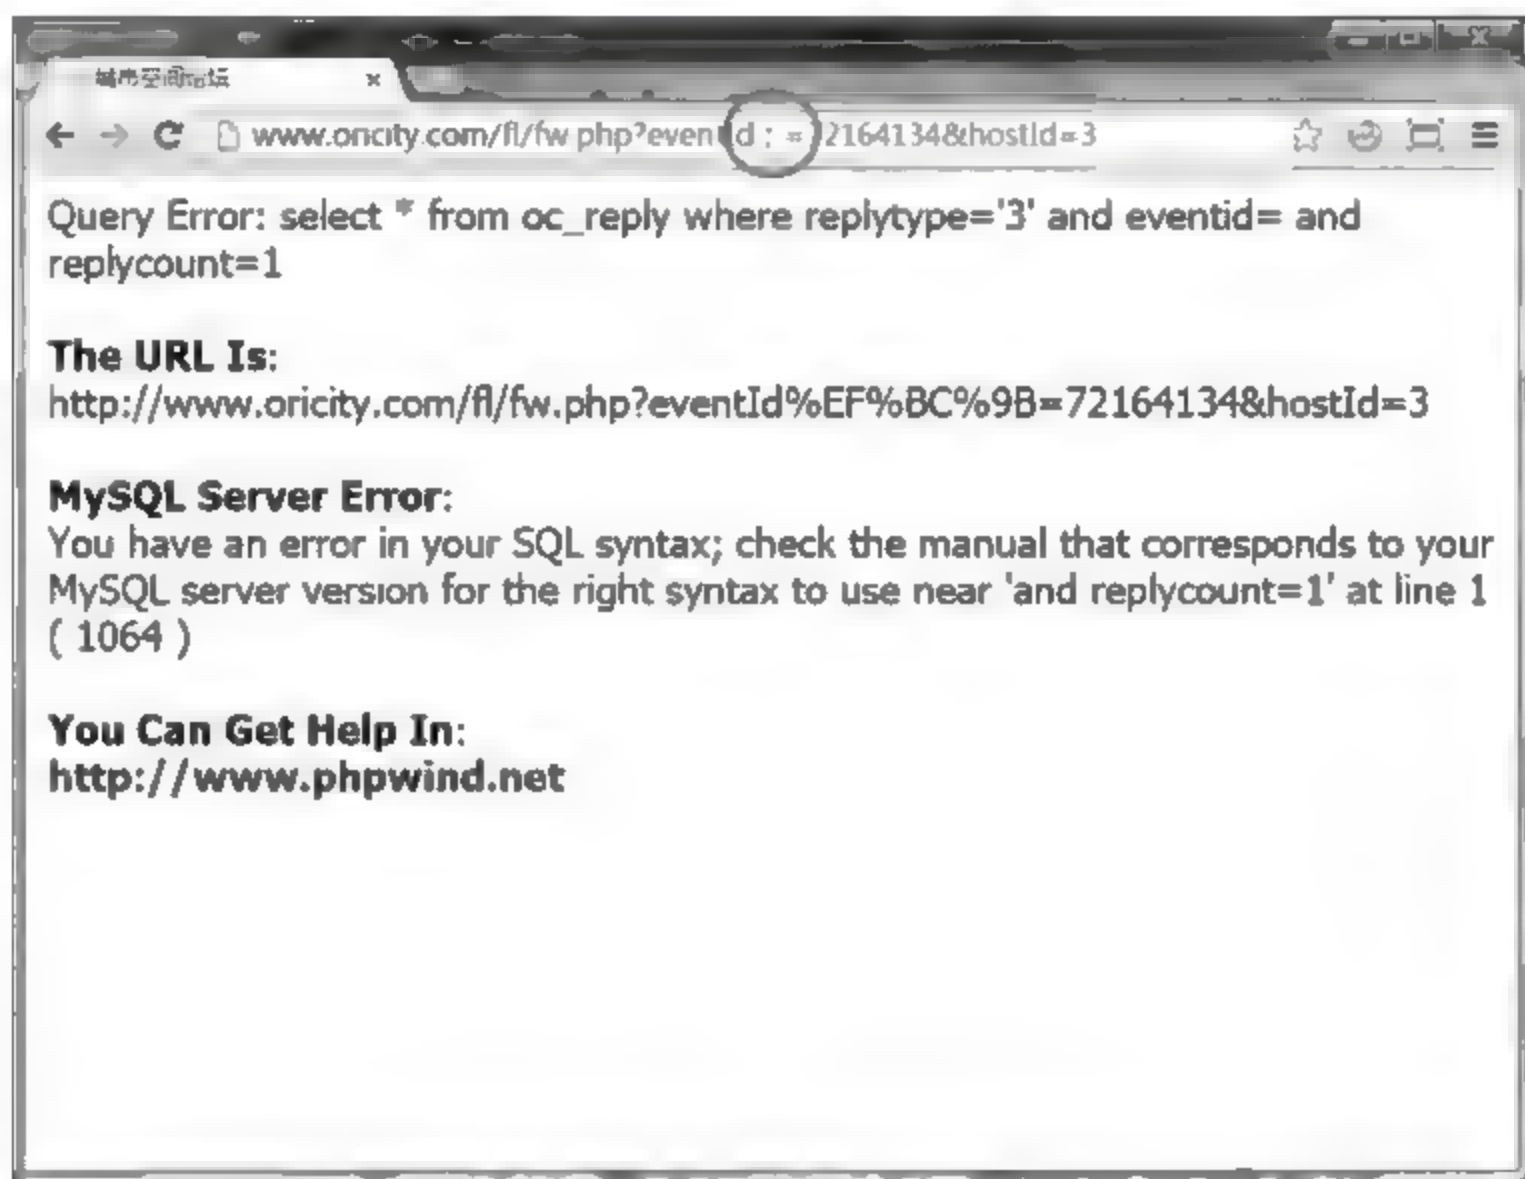 www.oricity.com/fl/fw.php?even d；= 2164134&hostId=3
Query Error: select * from oc_reply where replytype='3' and eventid= and
replycount=1
The URL Is:
http://www.oricity.com/fl/fw.php?eventId%EF%BC%9B=72164134&hostId=3
MySQL Server Error:
You have an error in your SQL syntax; check the manual that corresponds to your
MySQL server version for the right syntax to use near 'and replycount=1' at line 1
( 1064 )
You Can Get Help In:
http://www.phpwind.net